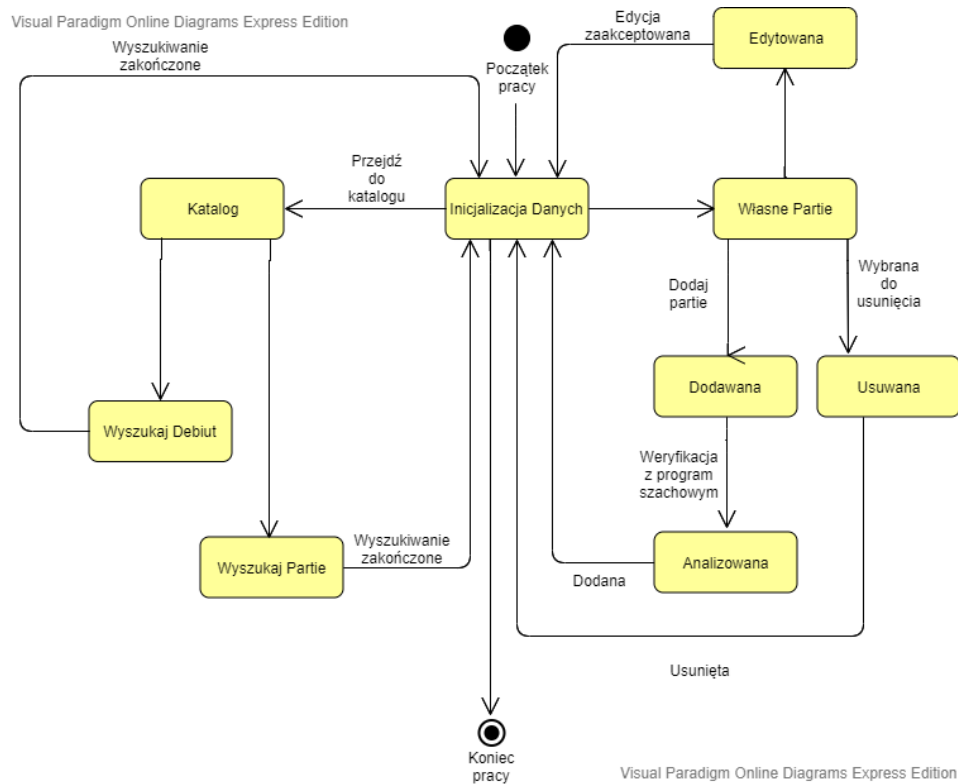 Visual Paradigm Online Diagrams Express Edition
Wyszukiwanie
zakończone
Początek
pracy
Edycja
zaakceptowana
Edytowana
Przejdź
do
katalogu
Katalog
Inicjalizacja Danych
Własne Partie
Dodaj
partie
Wybrana
do
usunięcia
Dodawana
Usuwana
Wyszukaj Debiut
Weryfikacja
z program
szachowym
Wyszukaj Partie
Wyszukiwanie
zakończone
Analizowana
Dodana
Usunięta
Koniec
pracy
Visual Paradigm Online Diagrams Express Edition